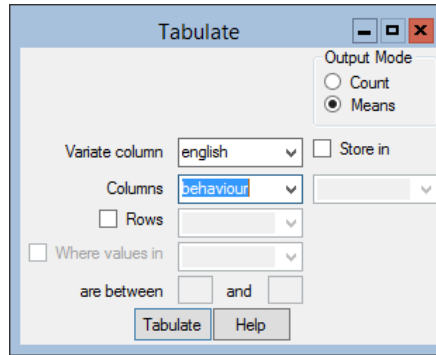 Tabulate
Output Mode
Count
Means
Variate column english Store in
Columns behaviour
Rows
Where values in
are between and
Tabulate Help